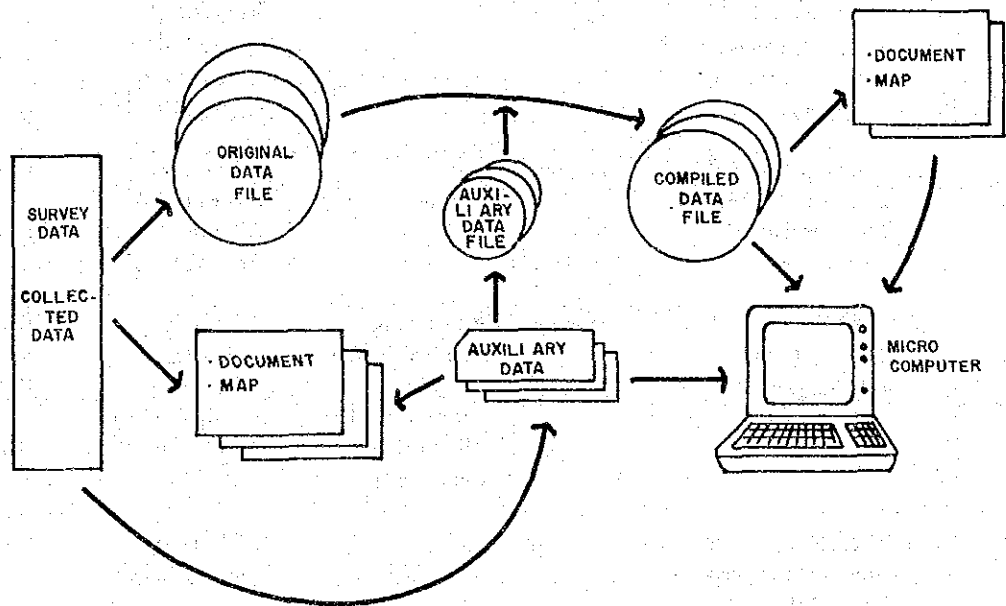 SURVEY
DATA
COLLEC-
TED
DATA
ORIGINAL
DATA
FILE
· DOCUMENT
· MAP
AUXI-
LI ARY
DATA
FILE
AUXILI ARY
DATA
COMPILED
DATA
FILE
· DOCUMENT
· MAP
MICRO
COMPUTER